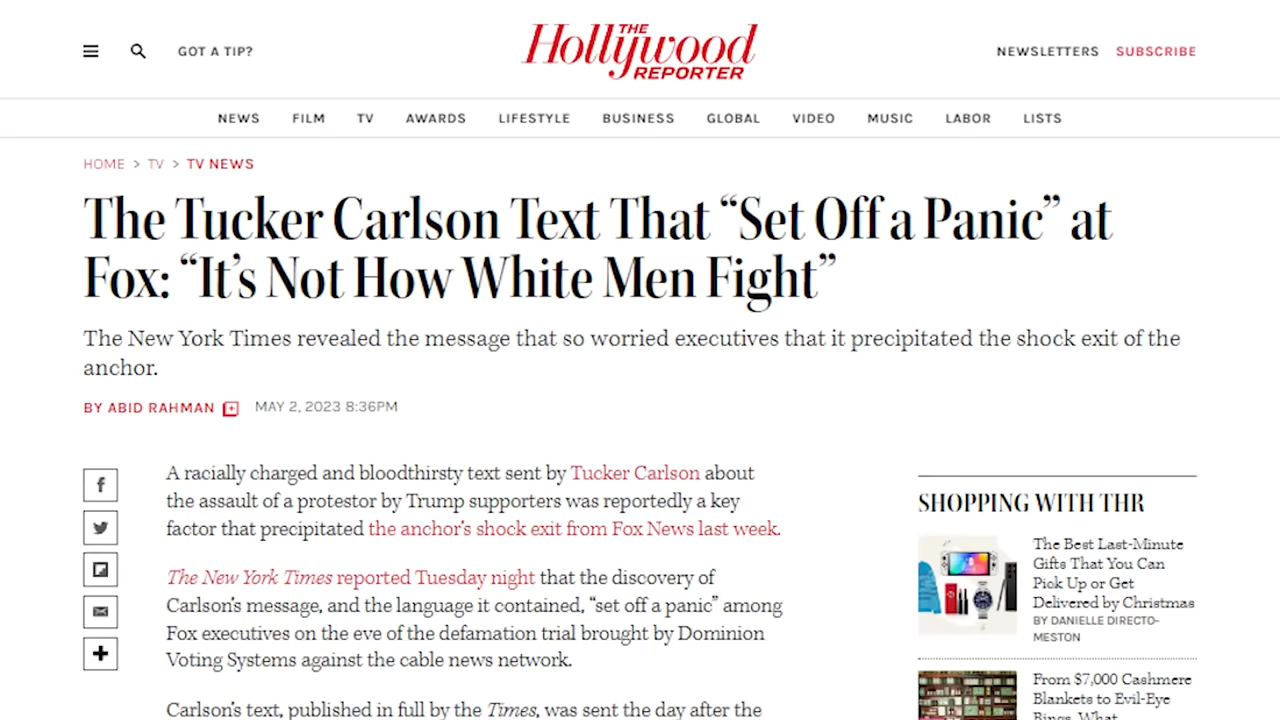 GOT A TIP?
THE
Hollywood
REPORTER
NEWSLETTERS
SUBSCRIBE
NEWS FILM TV AWARDS LIFESTYLE BUSINESS GLOBAL VIDEO MUSIC LABOR LISTS
HOME > TV > TV NEWS
The Tucker Carlson Text That “Set Off a Panic” at
Fox: “It’s Not How White Men Fight”
The New York Times revealed the message that so worried executives that it precipitated the shock exit of the
anchor.
BY ABID RAHMAN MAY 2, 2023 8:36PM
A racially charged and bloodthirsty text sent by Tucker Carlson about
the assault of a protestor by Trump supporters was reportedly a key
factor that precipitated the anchor’s shock exit from Fox News last week.
The New York Times reported Tuesday night that the discovery of
Carlson’s message, and the language it contained, “set off a panic” among
Fox executives on the eve of the defamation trial brought by Dominion
Voting Systems against the cable news network.
Carlson’s text, published in full by the Times, was sent the day after the
SHOPPING WITH THR
The Best Last-Minute
Gifts That You Can
Pick Up or Get
Delivered by Christmas
BY DANIELLE DIRECTO-
MESTON
From $7,000 Cashmere
Blankets to Evil-Eye
Rings, What